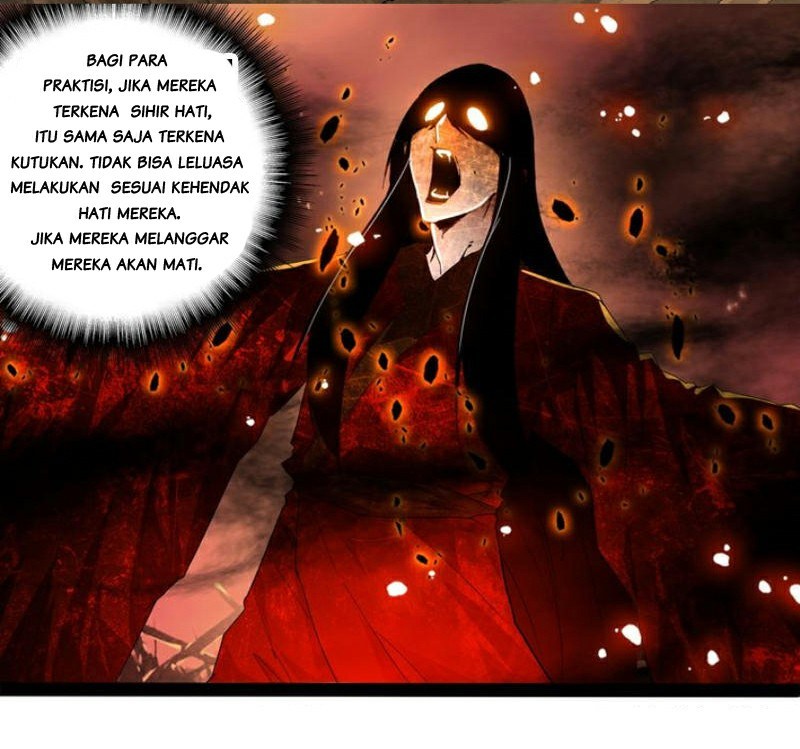 BAGI PARA
PRAKTISI, JIKA MEREKA
TERKENA SIHIR HATI,
ITU SAMA SAJA TERKENA
KUTUKAN. TIDAK BISA LELUASA
MELAKUKAN SESUAI KEHENDAK
HATI MEREKA.
JIKA MEREKA MELANGGAR
MEREKA AKAN MATI.